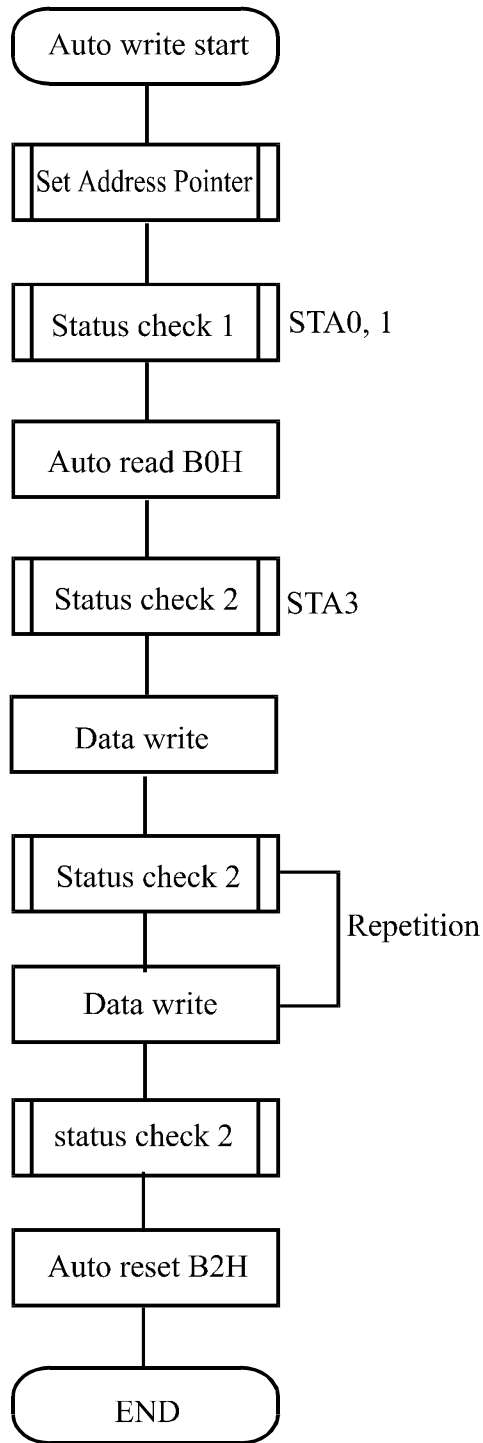 Auto write start
Set Address Pointer
Status check 1
STA0, 1
Auto read B0H
Status check 2
STA3
Data write
Status check 2
Repetition
Data write
status check 2
Auto reset B2H
END